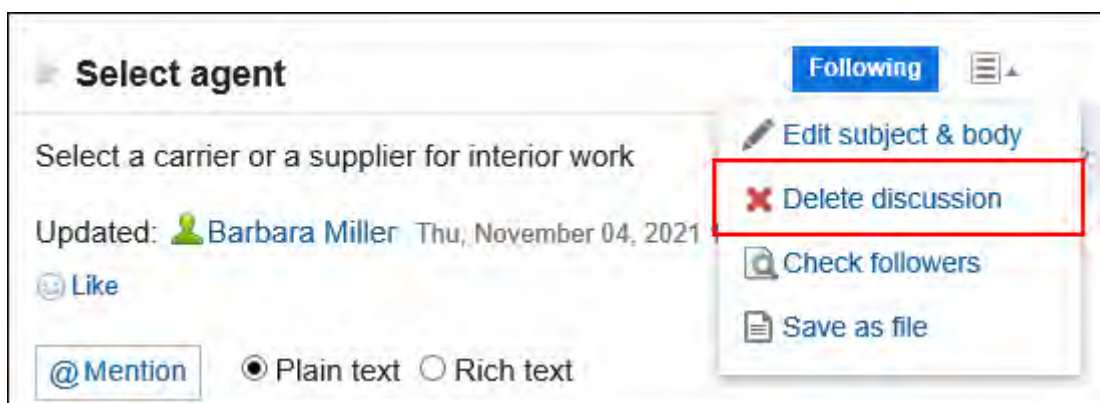 Select agent
Following
Edit subject & body
Select a carrier or a supplier for interior work
Delete discussion
Updated: Barbara Miller Thu, November 04, 2021
Check followers
Like
Save as file
@Mention
Plain text
Rich text